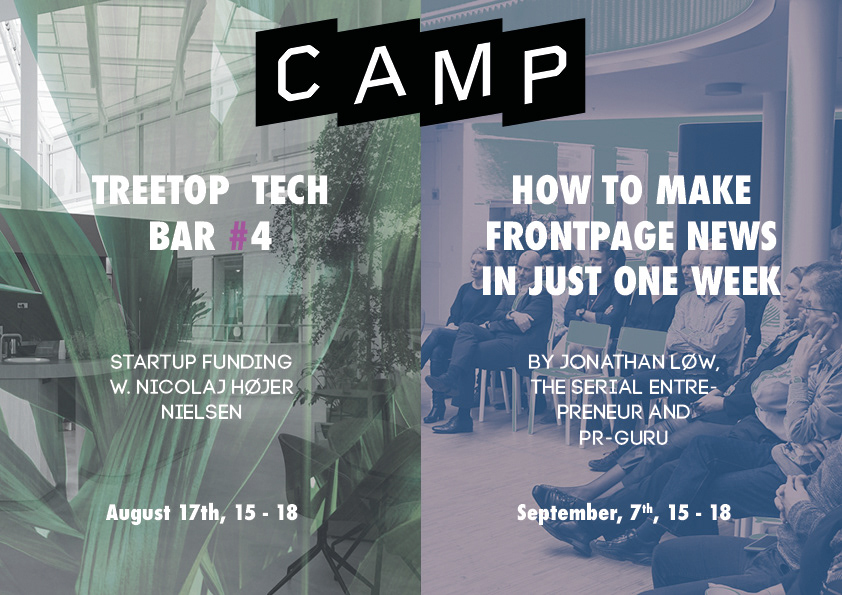 CAMP
TREETOP TECH
BAR #4
STARTUP FUNDING
W. NICOLAJ HØJER
NIELSEN
August 17th, 15 - 18
HOW TO MAKE
FRONTPAGE NEWS
IN JUST ONE WEEK
BY JONATHAN LØW,
THE SERIAL ENTRE-
PRENEUR AND
PR-GURU
September, 7th, 15 - 18